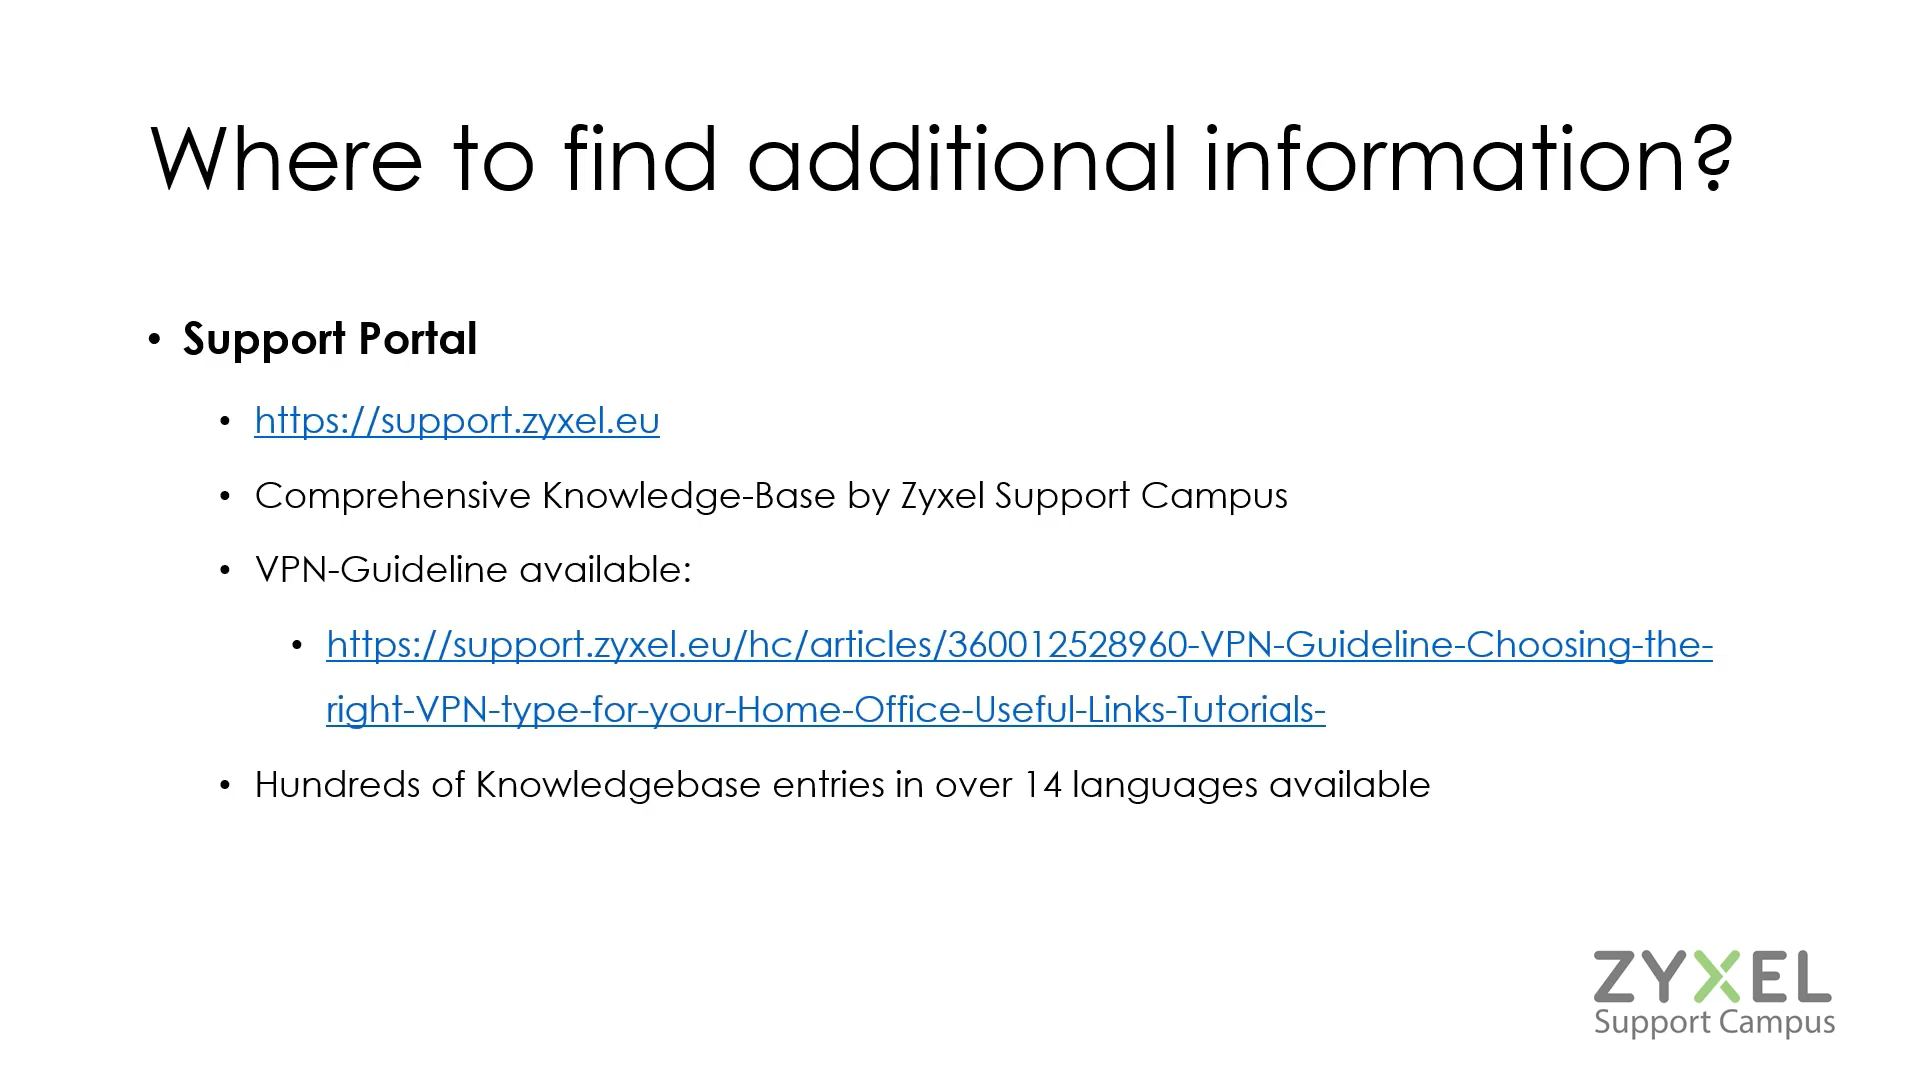 Where to find additional information?
• Support Portal
• https://support.zyxel.eu
• Comprehensive Knowledge-Base by Zyxel Support Campus
• VPN-Guideline available:
• https://support.zyxel.eu/hc/articles/360012528960-VPN-Guideline-Choosing-the-
right-VPN-type-for-your-Home-Office-Useful-Links-Tutorials-
• Hundreds of Knowledgebase entries in over 14 languages available
ZYXEL
Support Campus